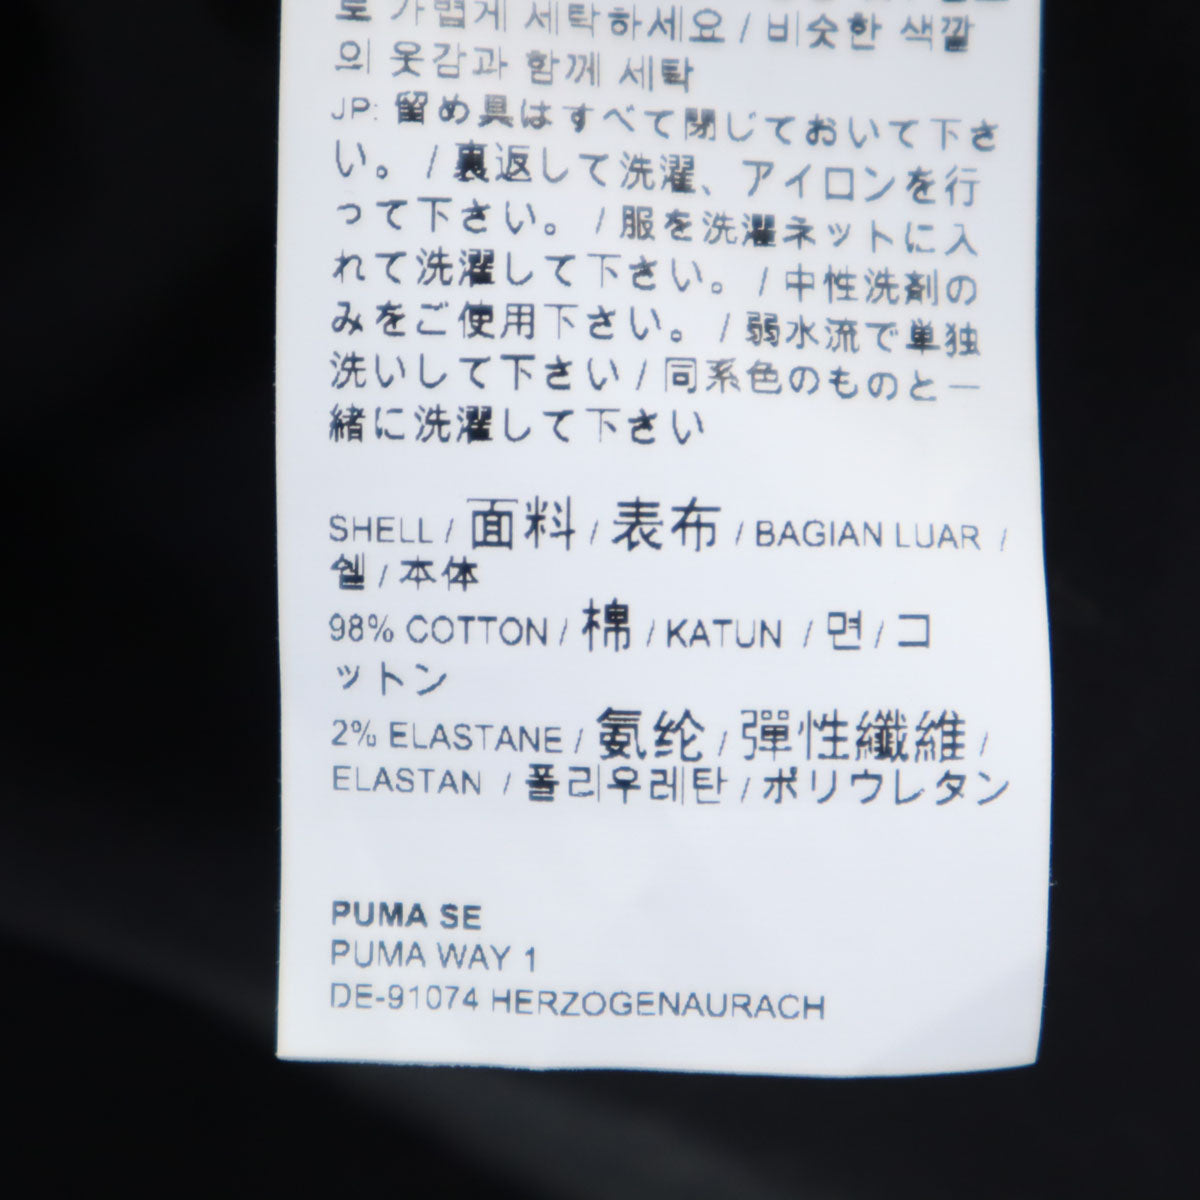 로 가볍게 세탁하세요 / 비슷한 색깔
의 옷감과 함께 세탁
JP: 留め具はすべて閉じておいて下さ
い。 / 裏返して洗濯、アイロンを行
って下さい。 / 服を洗濯ネットに入
れて洗濯して下さい。 / 中性洗剤の
みをご使用下さい。 / 弱水流で単独
洗いして下さい / 同系色のものと一
緒に洗濯して下さい
SHELL / 面料 / 表布 / BAGIAN LUAR /
쉘 / 本体
98% COTTON / 棉 / KATUN / 면 / コ
ットン
2% ELASTANE / 氨纶 / 彈性纖維 /
ELASTAN / 폴리우레탄 / ポリウレタン
PUMA SE
PUMA WAY 1
DE-91074 HERZOGENAURACH